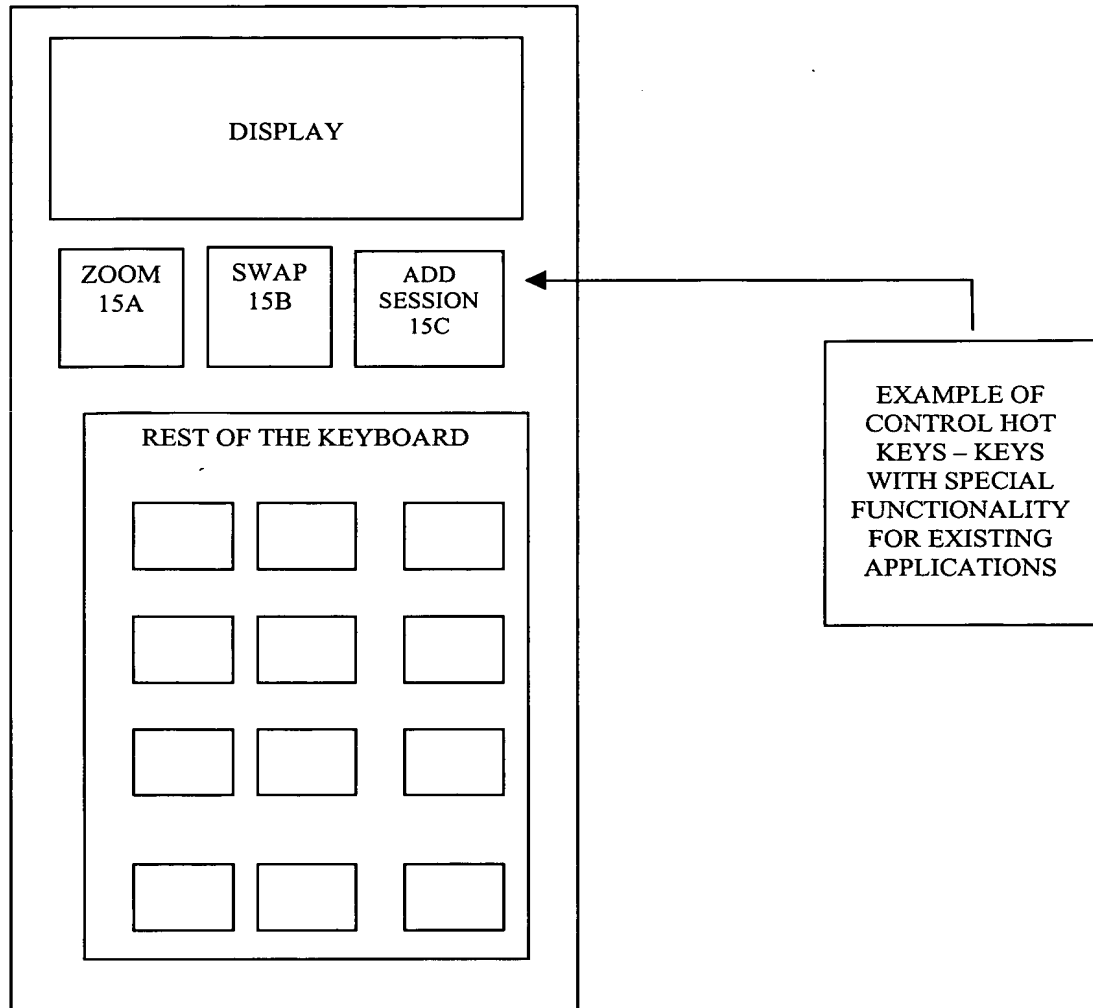 DISPLAY
ZOOM
15A
SWAP
15B
ADD
SESSION
15C
REST OF THE KEYBOARD
EXAMPLE OF
CONTROL HOT
KEYS – KEYS
WITH SPECIAL
FUNCTIONALITY
FOR EXISTING
APPLICATIONS